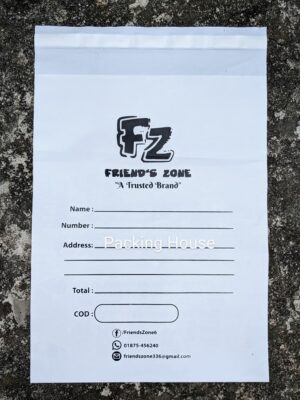 FZ
FRIEND'S ZONE
"A Trusted Brand"
Name :
Number :
Address:
Packing House
Total :
COD :
/FriendsZone6
01875-456240
friendszone336@gmail.com